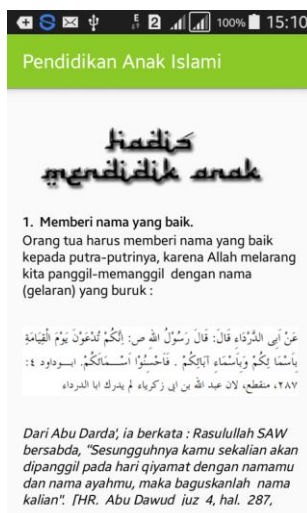 100% 15:10
Pendidikan Anak Islami
hadis
mendidik anak
1. Memberi nama yang baik.
Orang tua harus memberi nama yang baik
kepada putra-putrinya, karena Allah melarang
kita panggil-memanggil dengan nama
(gelaran) yang buruk :
عَنْ اَبِى الدَّرْدَاءِ قَالَ: قَالَ رَسُوْلُ اللهِ ص: اِنَّكُمْ تُدْعَوْنَ يَوْمَ الْقِيَامَةِ
بِاَسْمَا ئِكُمْ وَبِاَسْمَاءِ آبَائِكُمْ . فَاَحْسِنُوْا اَسْـمَائَكُمْ. ابـــوداود ٤:
٢٨٧، منقطع، لان عبد الله بن ابى زكرياء لم يدرك ابا الدرداء
Dari Abu Darda', ia berkata : Rasulullah SAW
bersabda, "Sesungguhnya kamu sekalian akan
dipanggil pada hari qiyamat dengan namamu
dan nama ayahmu, maka baguskanlah nama
kalian". [HR. Abu Dawud juz 4, hal. 287,